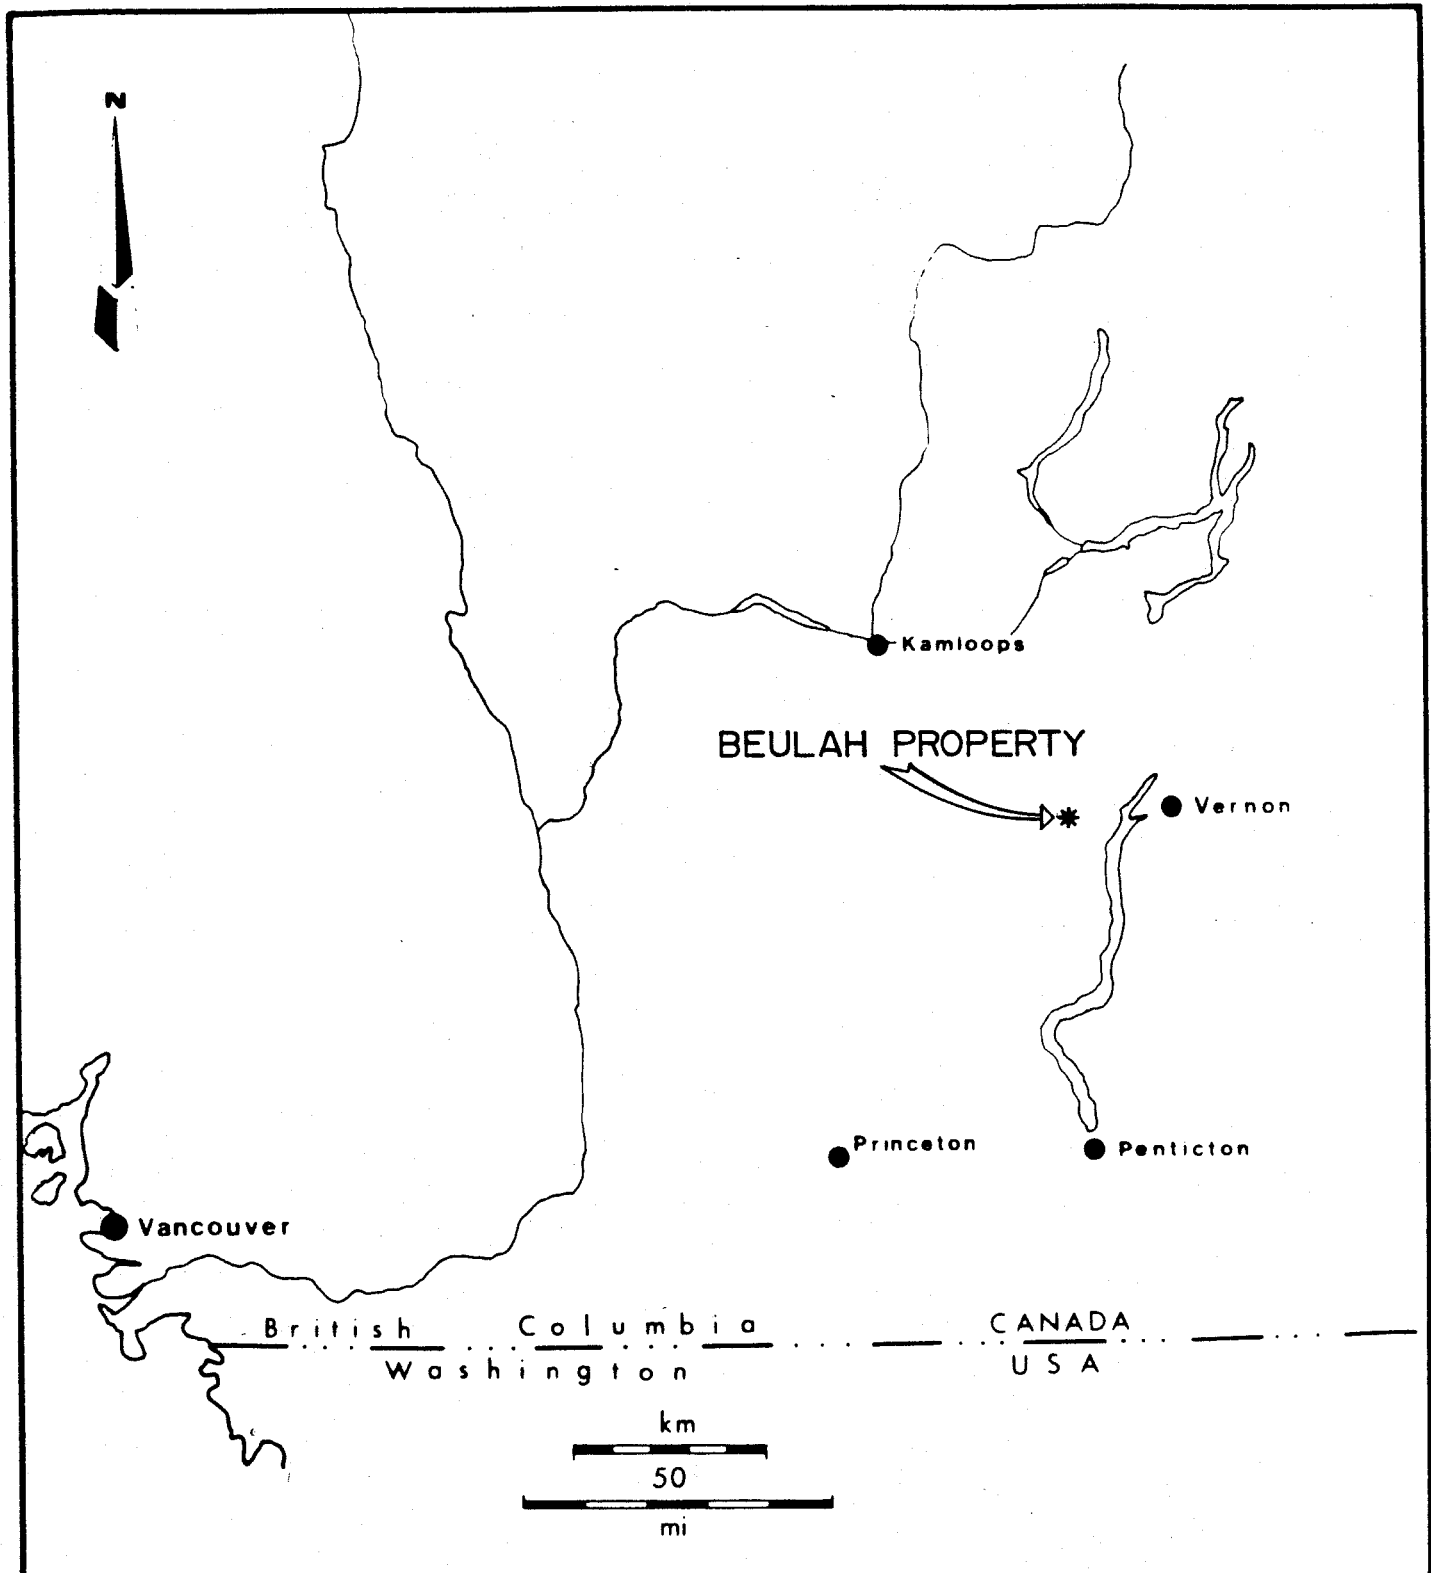 N
Kamloops
BEULAH PROPERTY
Vernon
Princeton
Penticton
Vancouver
British Columbia
CANADA
Washington
USA
km
50
mi